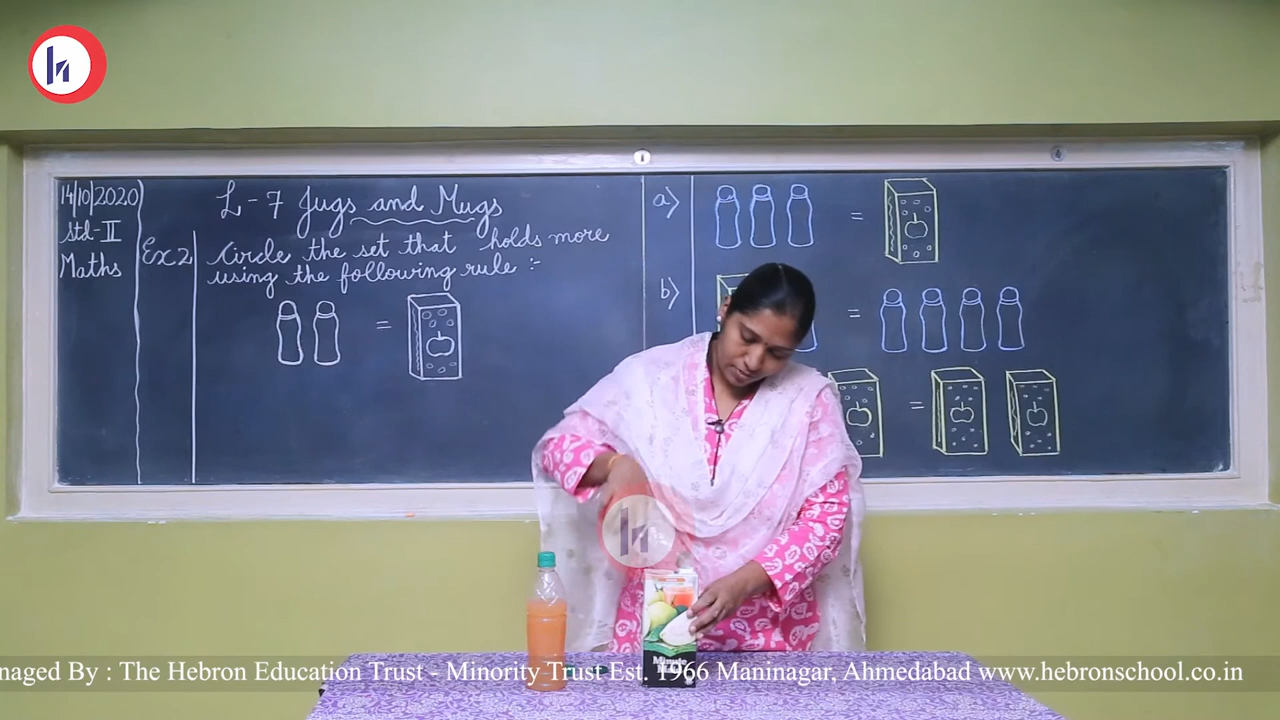 14/10/2020
Std-II
Maths
Ex 2
L - 7 Jugs and Mugs
Circle the set that holds more
using the following rule :-
=
a)
=
b)
=
=
Minute
naged By : The Hebron Education Trust - Minority Trust Est. 1966 Maninagar, Ahmedabad www.hebronschool.co.in